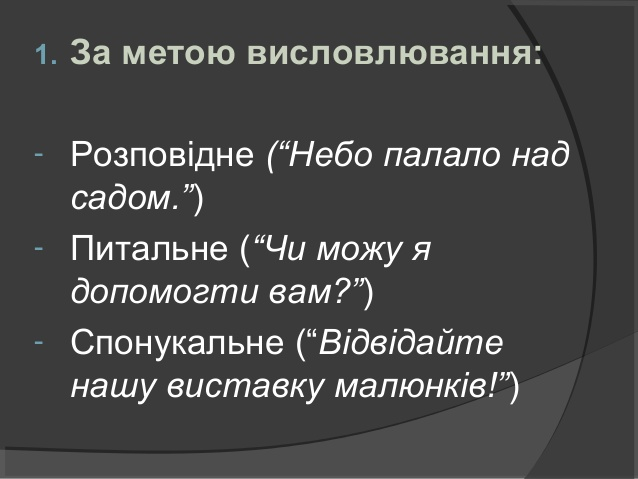 1. За метою висловлювання:
- Розповідне (“Небо палало над
садом.”)
- Питальне (“Чи можу я
допомогти вам?”)
- Спонукальне (“Відвідайте
нашу виставку малюнків!”)